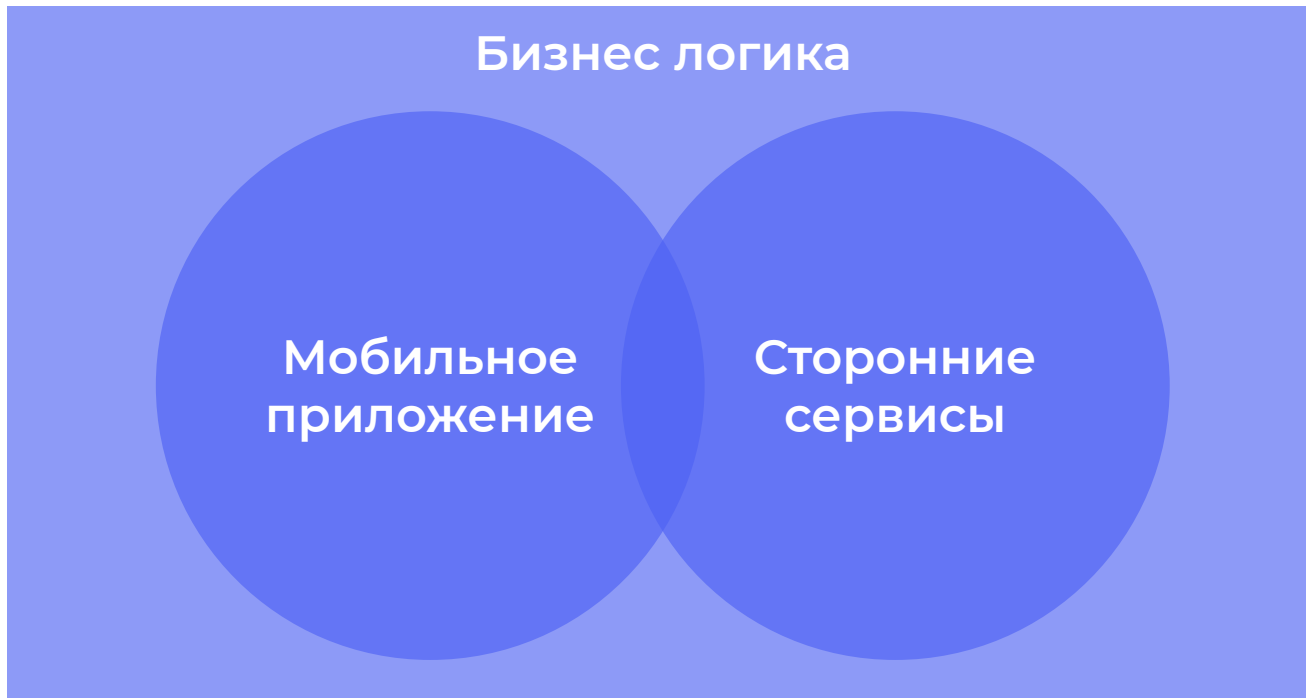 Бизнес логика
Мобильное
приложение
Сторонние
сервисы